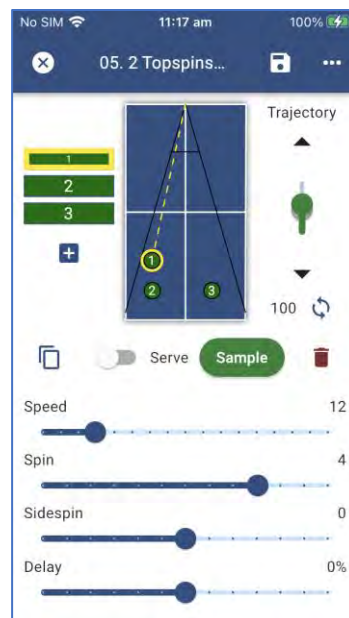 No SIM 11:17 am 100%
05. 2 Topspins...
Trajectory
1
2
3
1
2
3
100
Serve
Sample
Speed 12
Spin 4
Sidespin 0
Delay 0%